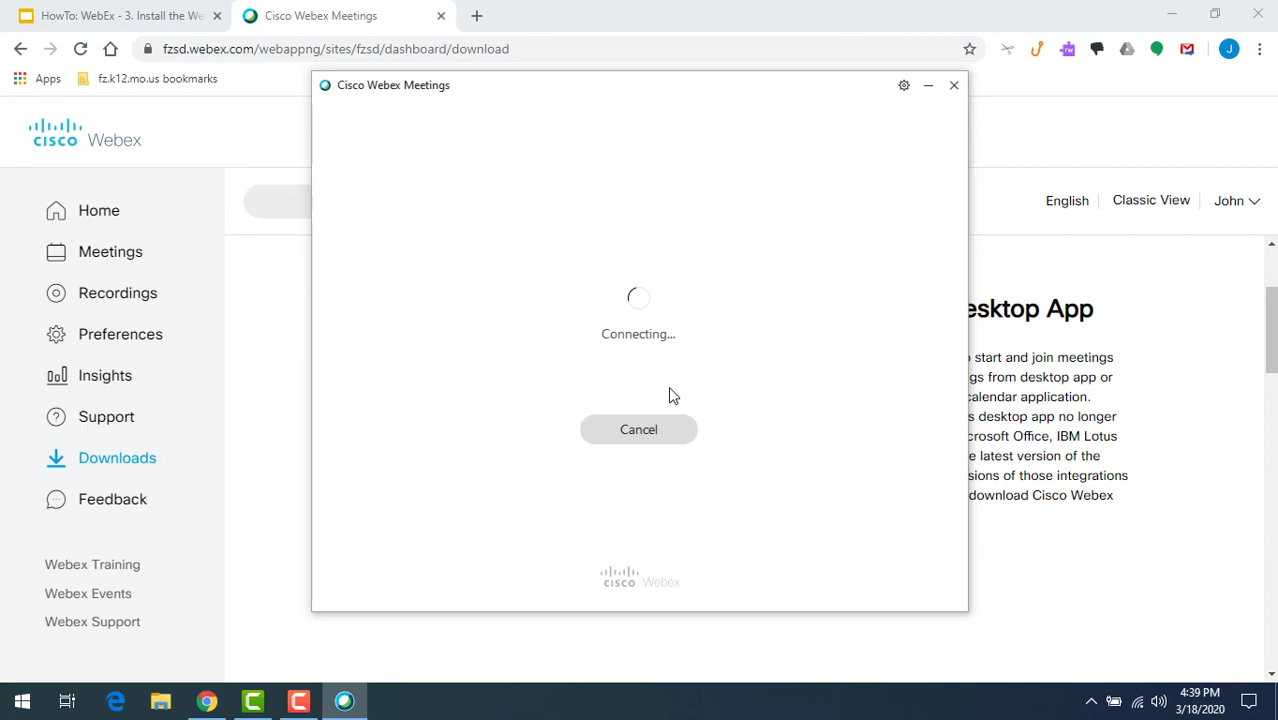 HowTo: WebEx - 3. Install the We
Cisco Webex Meetings
fzsd.webex.com/webappng/sites/fzsd/dashboard/download
J
Apps
fz.k12.mo.us bookmarks
Cisco Webex Meetings
cisco Webex
English
Classic View
John
Home
Meetings
Recordings
Preferences
Insights
Support
Downloads
Feedback
Webex Training
Webex Events
Webex Support
Connecting...
Cancel
cisco Webex
esktop App
o start and join meetings
gs from desktop app or
calendar application.
s desktop app no longer
crosoft Office, IBM Lotus
e latest version of the
sions of those integrations
download Cisco Webex
4:39 PM
3/18/2020